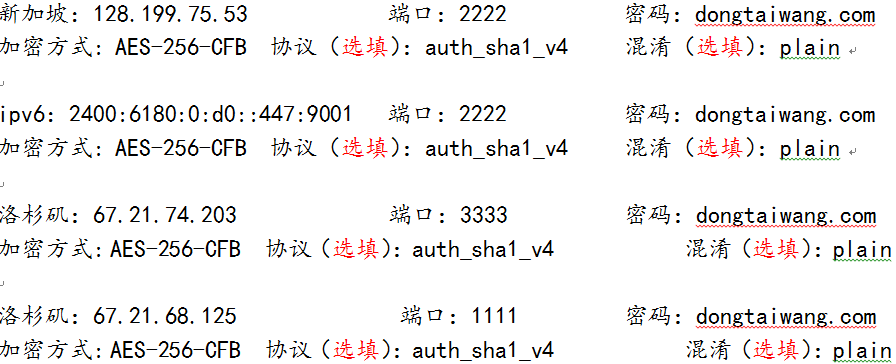 新加坡：128.199.75.53 端口：2222 密码：dongtaiwang.com
加密方式：AES-256-CFB 协议（选填）：auth_sha1_v4 混淆（选填）：plain
ipv6：2400:6180:0:d0::447:9001 端口：2222 密码：dongtaiwang.com
加密方式：AES-256-CFB 协议（选填）：auth_sha1_v4 混淆（选填）：plain
洛杉矶：67.21.74.203 端口：3333 密码：dongtaiwang.com
加密方式：AES-256-CFB 协议（选填）：auth_sha1_v4 混淆（选填）：plain
洛杉矶：67.21.68.125 端口：1111 密码：dongtaiwang.com
加密方式：AES-256-CFB 协议（选填）：auth_sha1_v4 混淆（选填）：plain